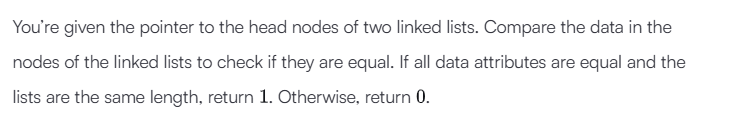 You're given the pointer to the head nodes of two linked lists. Compare the data in the
nodes of the linked lists to check if they are equal. If all data attributes are equal and the
lists are the same length, return 1. Otherwise, return 0.